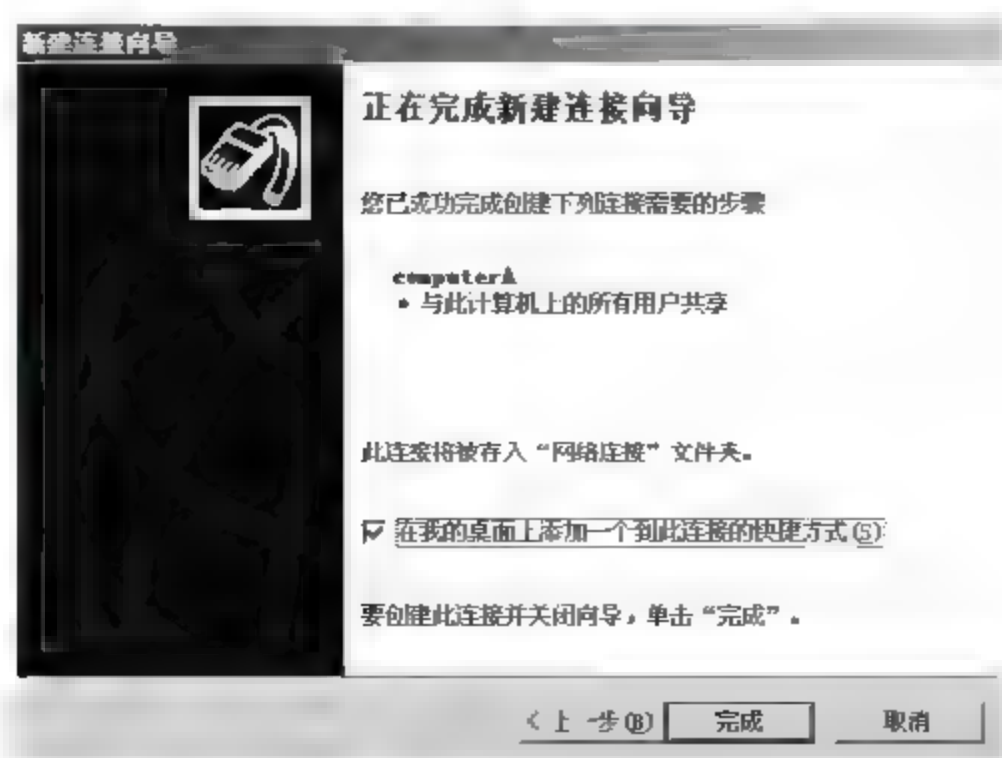 新建连接向导
正在完成新建连接向导
您已成功完成创建下列连接需要的步骤
computerA
• 与此计算机上的所有用户共享
此连接将被存入“网络连接”文件夹。
在我的桌面上添加一个到此连接的快捷方式(S)
要创建此连接并关闭向导，单击“完成”。
< 上一步(B) 完成 取消